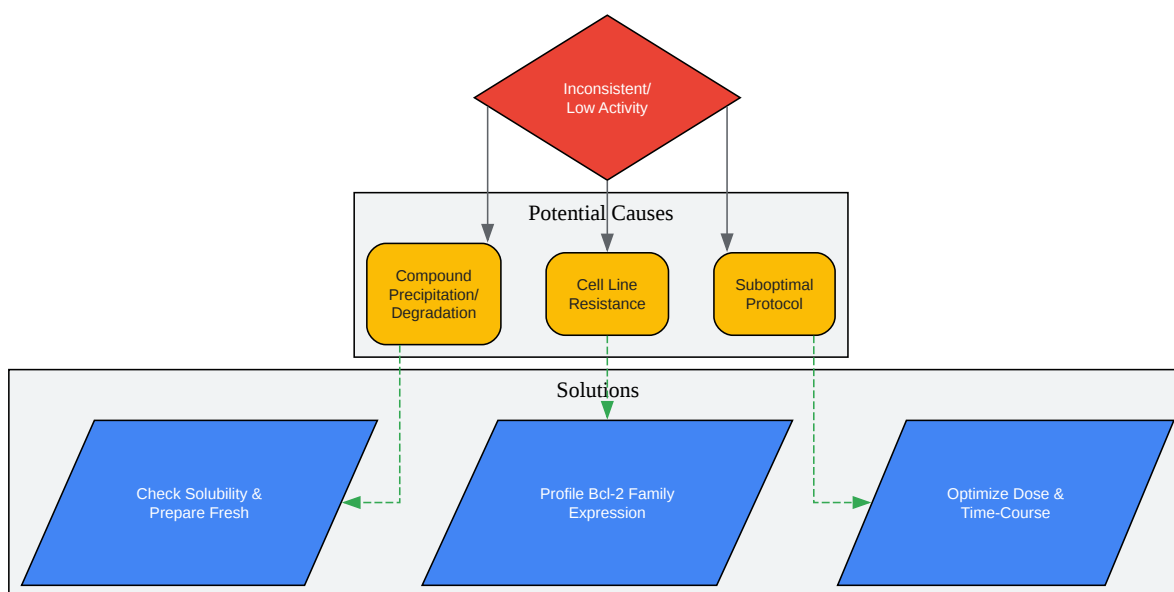 Inconsistent/
Low Activity
Potential Causes
Compound
Precipitation/
Degradation
Cell Line
Resistance
Suboptimal
Protocol
Solutions
Check Solubility &
Prepare Fresh
Profile Bcl-2 Family
Expression
Optimize Dose &
Time-Course